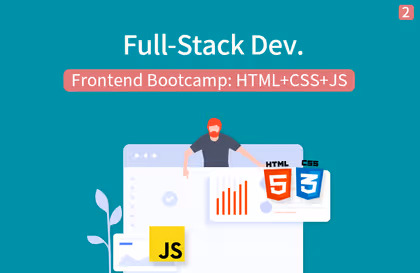 2
Full-Stack Dev.
Frontend Bootcamp: HTML+CSS+JS
HTML
CSS
5
3
JS